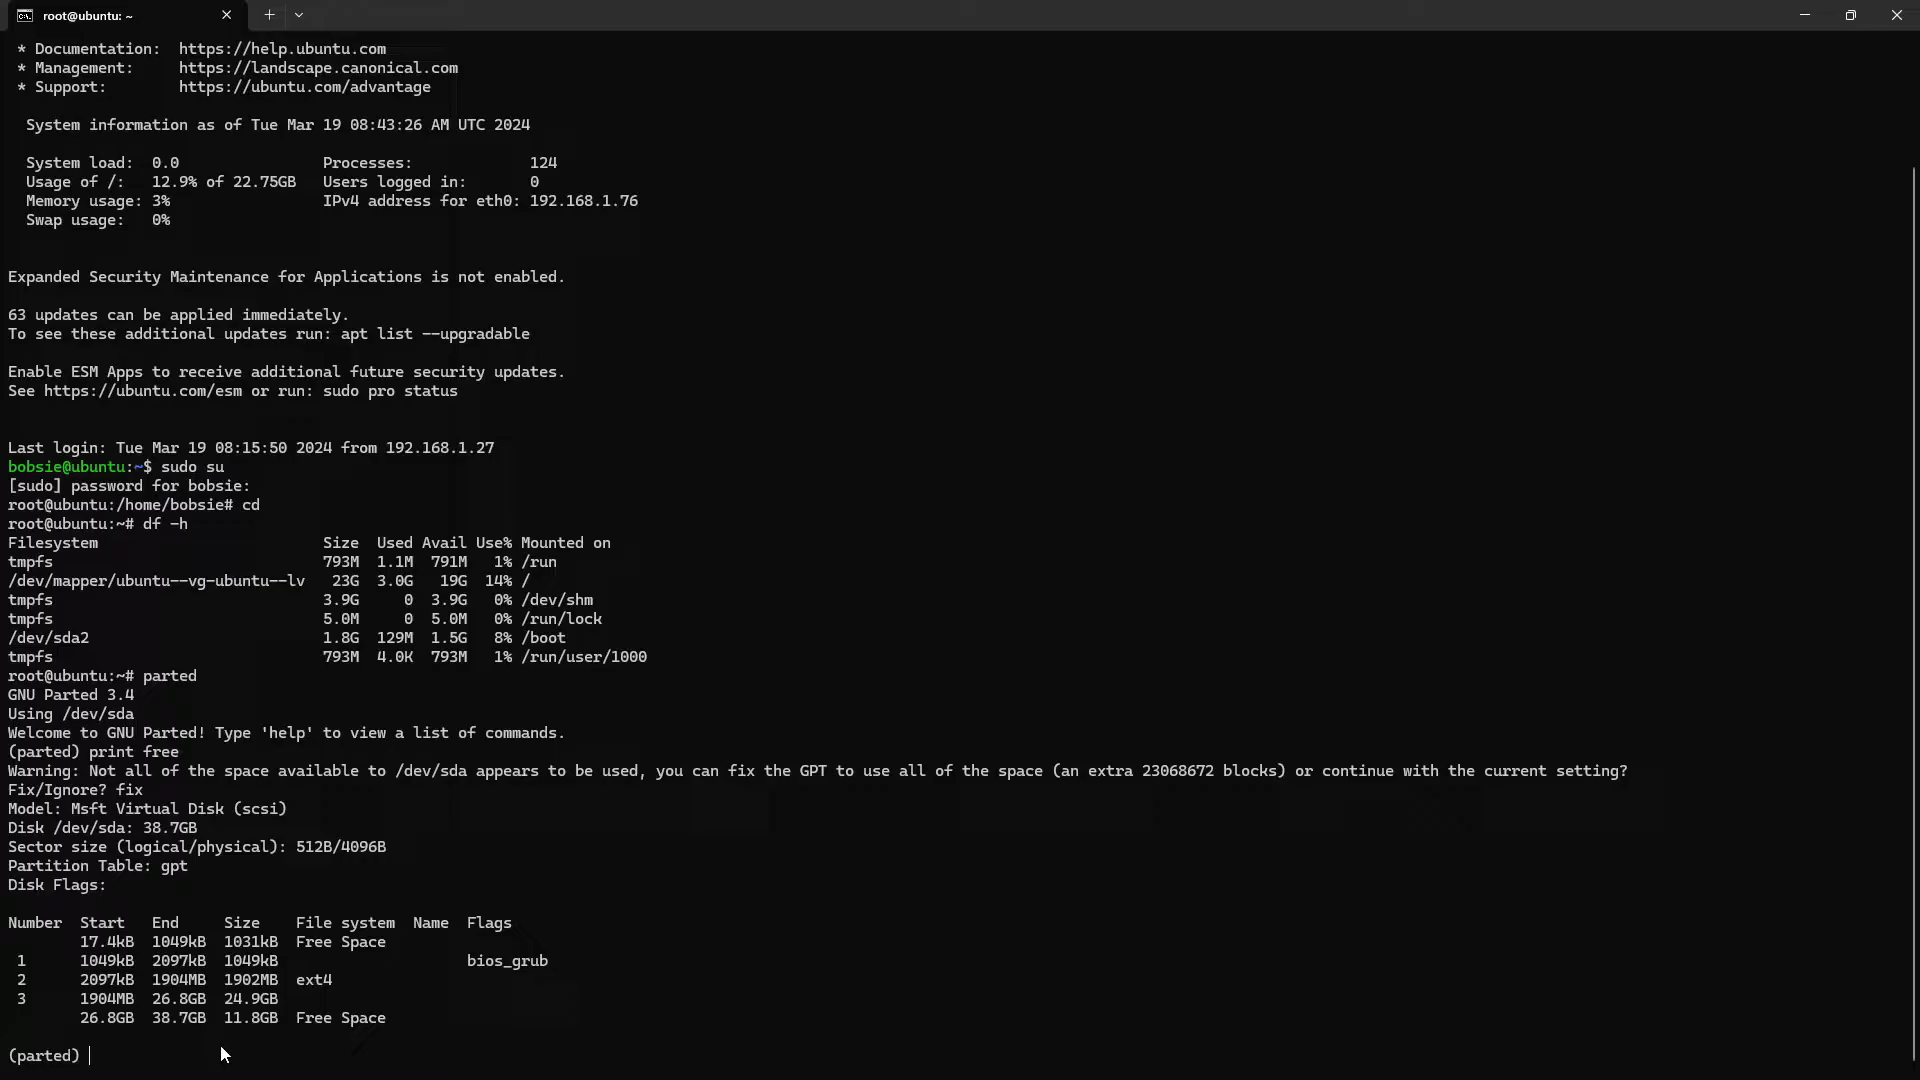 root@ubuntu: ~
* Documentation:  https://help.ubuntu.com
* Management:     https://landscape.canonical.com
* Support:        https://ubuntu.com/advantage
System information as of Tue Mar 19 08:43:26 AM UTC 2024
System load:  0.0                Processes:             124
Usage of /:   12.9% of 22.75GB   Users logged in:       0
Memory usage: 3%                 IPv4 address for eth0: 192.168.1.76
Swap usage:   0%
Expanded Security Maintenance for Applications is not enabled.
63 updates can be applied immediately.
To see these additional updates run: apt list --upgradable
Enable ESM Apps to receive additional future security updates.
See https://ubuntu.com/esm or run: sudo pro status
Last login: Tue Mar 19 08:15:50 2024 from 192.168.1.27
bobsie@ubuntu:~$ sudo su
[sudo] password for bobsie:
root@ubuntu:/home/bobsie# cd
root@ubuntu:~# df -h
Filesystem                         Size  Used Avail Use% Mounted on
tmpfs                              793M  1.1M  791M   1% /run
/dev/mapper/ubuntu--vg-ubuntu--lv   23G  3.0G   19G  14% /
tmpfs                              3.9G     0  3.9G   0% /dev/shm
tmpfs                              5.0M     0  5.0M   0% /run/lock
/dev/sda2                          1.8G  129M  1.5G   8% /boot
tmpfs                              793M  4.0K  793M   1% /run/user/1000
root@ubuntu:~# parted
GNU Parted 3.4
Using /dev/sda
Welcome to GNU Parted! Type 'help' to view a list of commands.
(parted) print free
Warning: Not all of the space available to /dev/sda appears to be used, you can fix the GPT to use all of the space (an extra 23068672 blocks) or continue with the current setting?
Fix/Ignore? fix
Model: Msft Virtual Disk (scsi)
Disk /dev/sda: 38.7GB
Sector size (logical/physical): 512B/4096B
Partition Table: gpt
Disk Flags:
Number  Start   End     Size    File system  Name  Flags
        17.4kB  1049kB  1031kB  Free Space
 1      1049kB  2097kB  1049kB                     bios_grub
 2      2097kB  1904MB  1902MB  ext4
 3      1904MB  26.8GB  24.9GB
        26.8GB  38.7GB  11.8GB  Free Space
(parted)